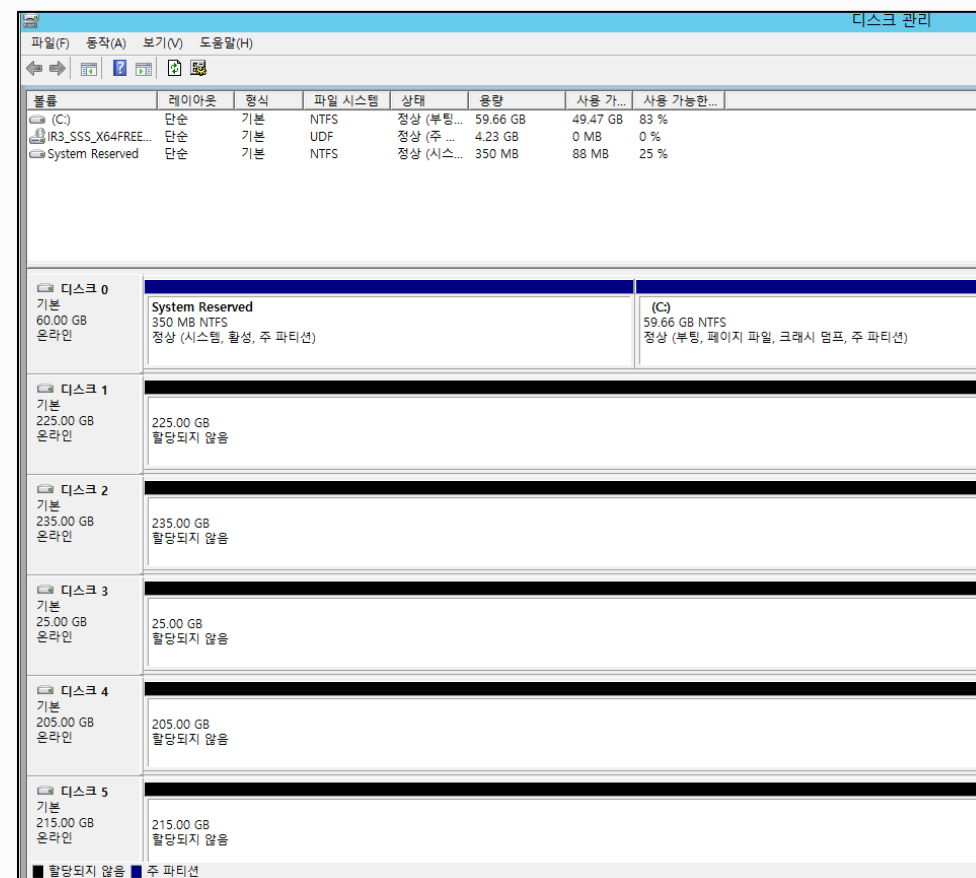 디스크 관리
파일(F) 동작(A) 보기(V) 도움말(H)
볼륨 레이아웃 형식 파일 시스템 상태 용량 사용 가... 사용 가능한...
(C:) 단순 기본 NTFS 정상 (부팅... 59.66 GB 49.47 GB 83 %
IR3_SSS_X64FREE... 단순 기본 UDF 정상 (주 ... 4.23 GB 0 MB 0 %
System Reserved 단순 기본 NTFS 정상 (시스... 350 MB 88 MB 25 %
디스크 0
기본
60.00 GB
온라인
System Reserved
350 MB NTFS
정상 (시스템, 활성, 주 파티션)
(C:)
59.66 GB NTFS
정상 (부팅, 페이지 파일, 크래시 덤프, 주 파티션)
디스크 1
기본
225.00 GB
온라인
225.00 GB
할당되지 않음
디스크 2
기본
235.00 GB
온라인
235.00 GB
할당되지 않음
디스크 3
기본
25.00 GB
온라인
25.00 GB
할당되지 않음
디스크 4
기본
205.00 GB
온라인
205.00 GB
할당되지 않음
디스크 5
기본
215.00 GB
온라인
215.00 GB
할당되지 않음
할당되지 않음 주 파티션